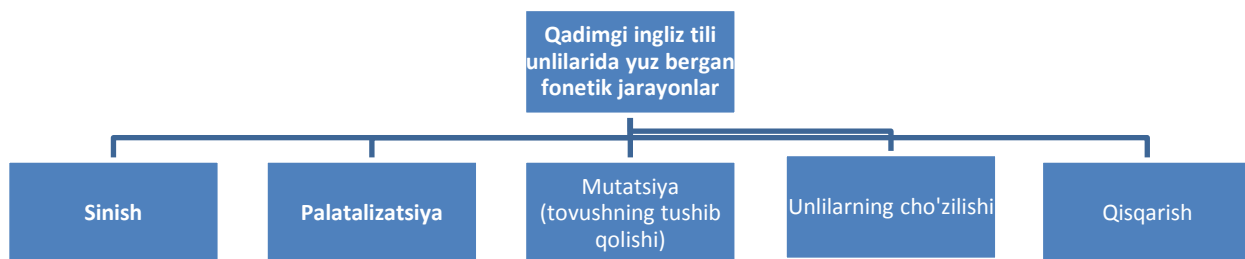 Qadimgi ingliz tili
unlilarida yuz bergan
fonetik jarayonlar
Sinish
Palatalizatsiya
Mutatsiya
(tovushning tushib
qolishi)
Unlilarning cho'zilishi
Qisqarish